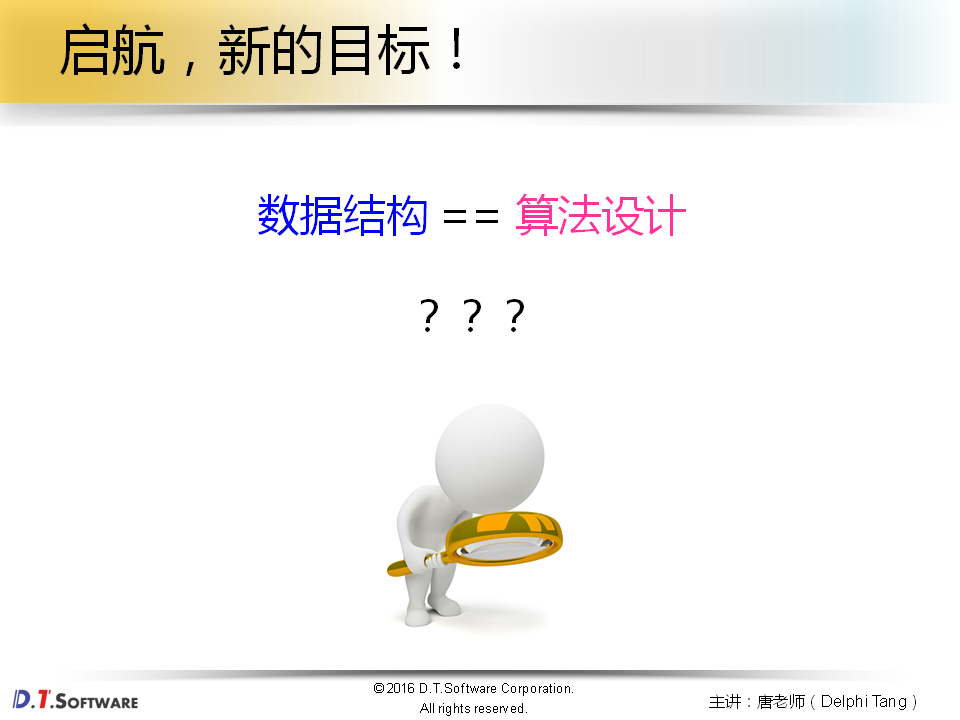 启航，新的目标！
数据结构 == 算法设计
？？？
D.T.SOFTWARE
©2016 D.T.Software Corporation.
All rights reserved.
主讲：唐老师（Delphi Tang）